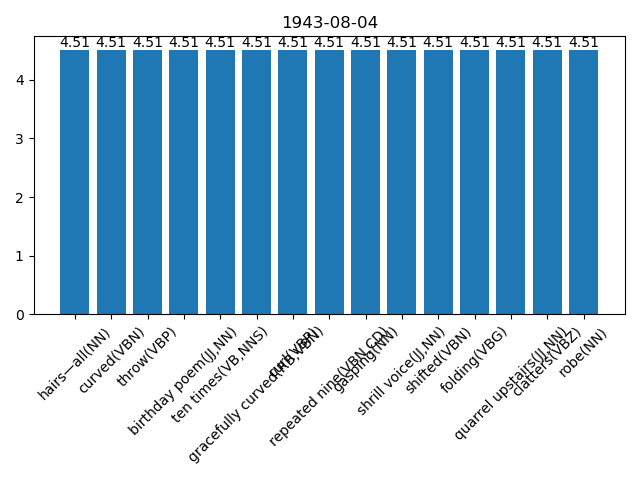 1943-08-04
4.51 4.51 4.51 4.51 4.51 4.51 4.51 4.51 4.51 4.51 4.51 4.51 4.51 4.51 4.51
4
3
2
1
0
hairs—all(NN)
curved(VBN)
throw(VBP)
birthday poem(JJ,NN)
ten times(VB,NNS)
gracefully curved(RB,VBN)
repeated nine(VBN,CD)
gasping(NN)
shrill voice(JJ,NN)
shifted(VBN)
folding(VBG)
quarrel upstairs(JJ,NN)
clatters(VBZ)
robe(NN)